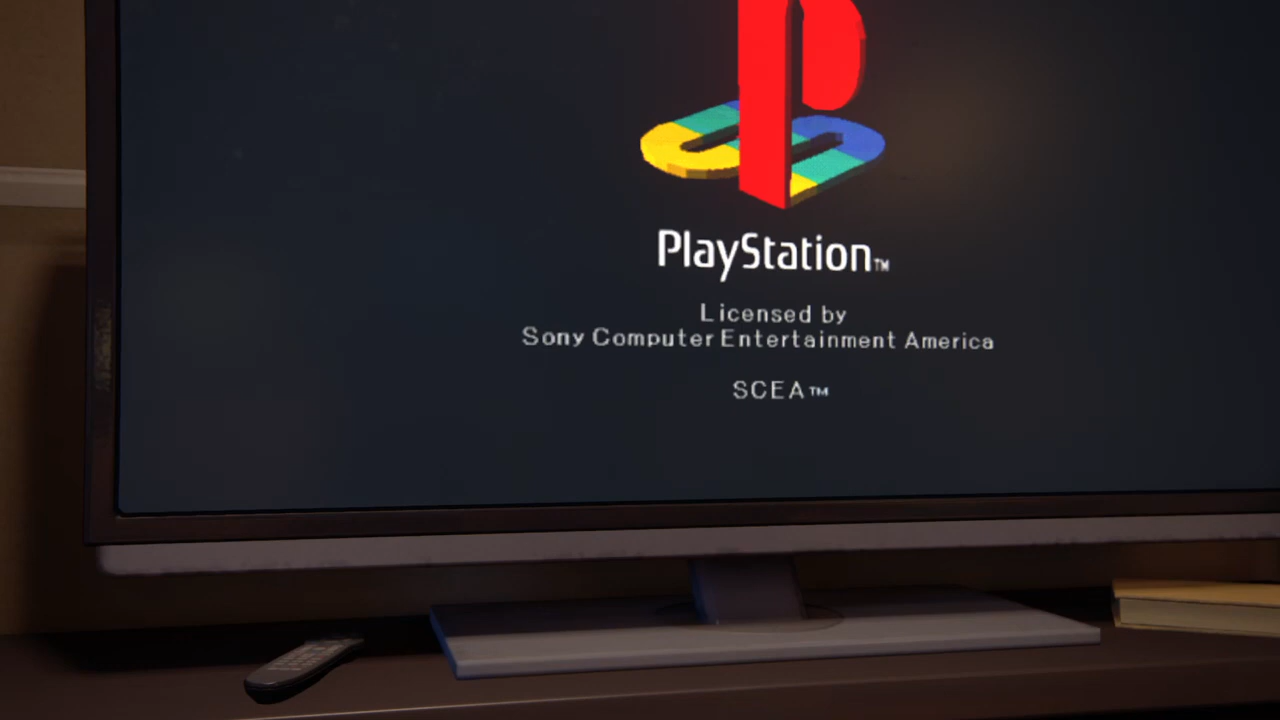 PlayStation™
Licensed by
Sony Computer Entertainment America
SCEA™